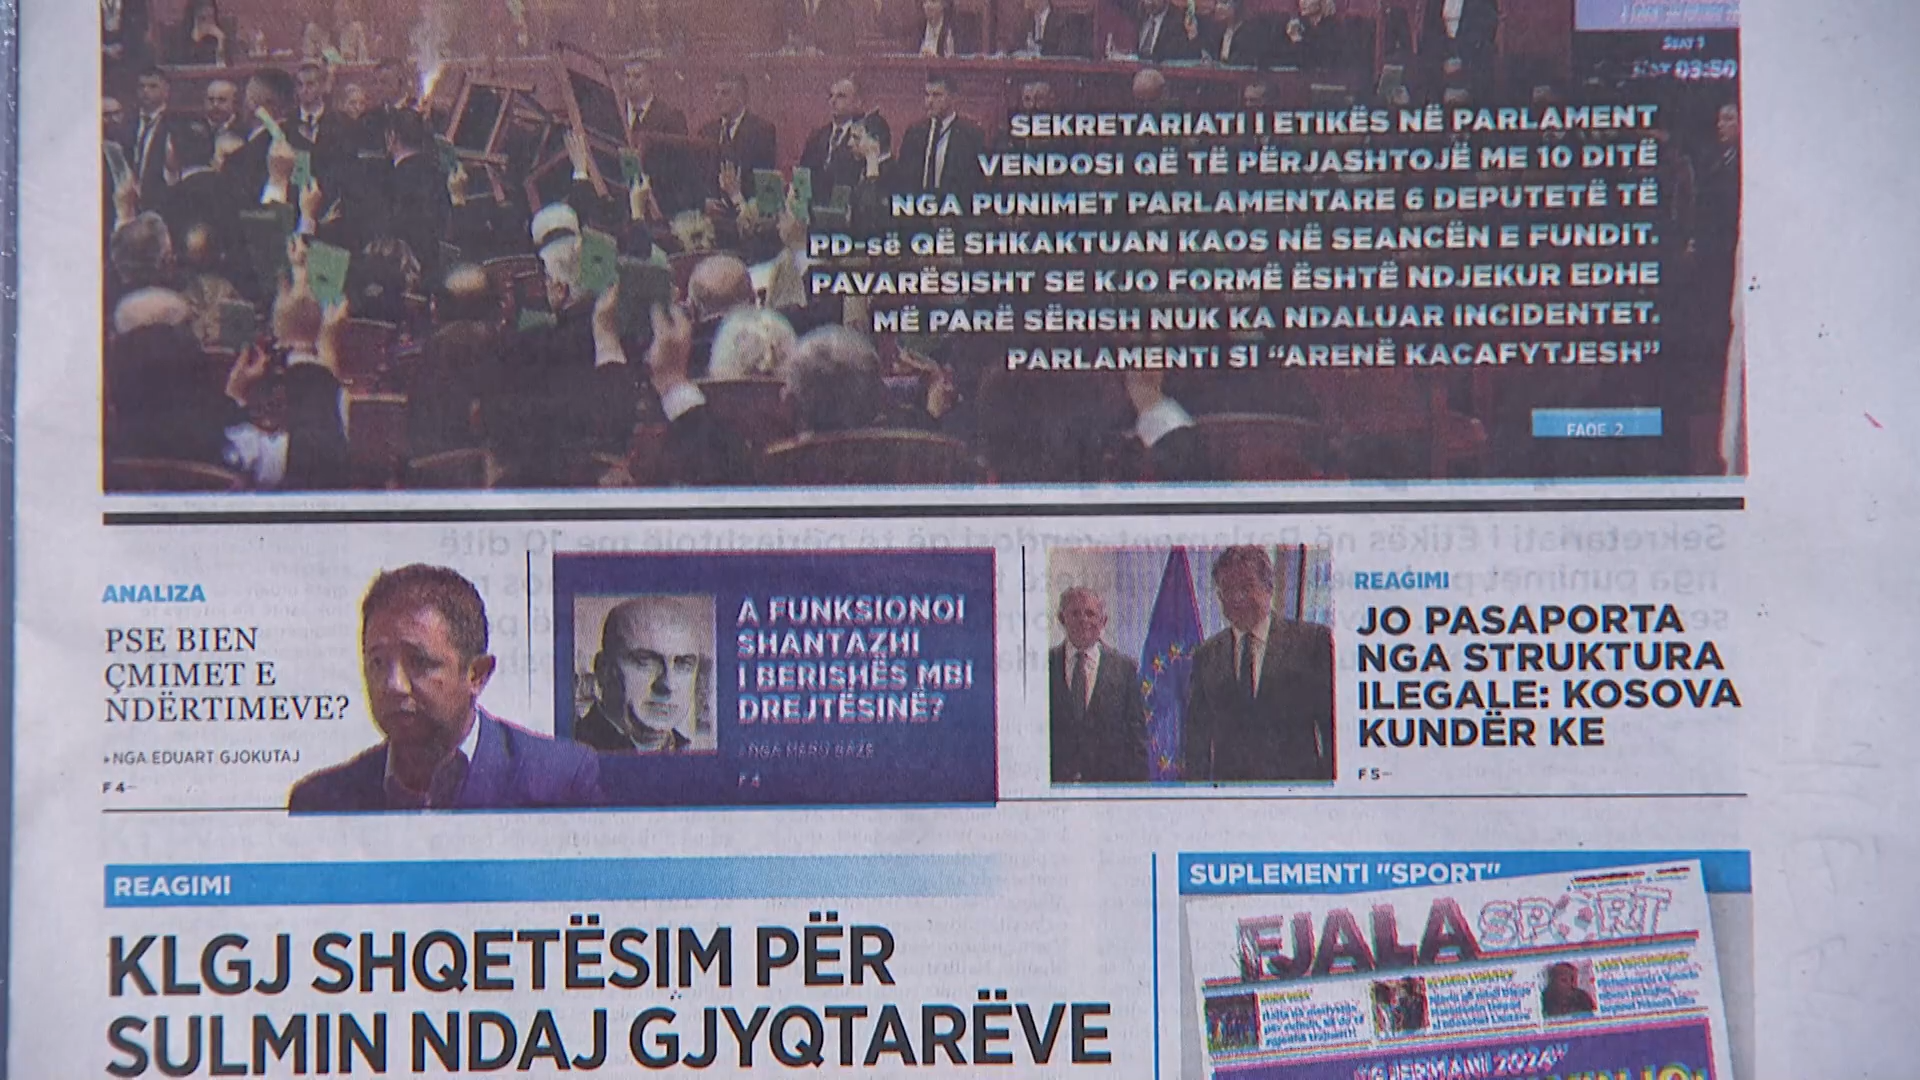 SEKRETARIATI I ETIKËS NË PARLAMENT
VENDOSI QË TË PËRJASHTOJË ME 10 DITË
NGA PUNIMET PARLAMENTARE 6 DEPUTETË TË
PD-së QË SHKAKTUAN KAOS NË SEANCËN E FUNDIT.
PAVARËSISHT SE KJO FORMË ËSHTË NDJEKUR EDHE
MË PARË SËRISH NUK KA NDALUAR INCIDENTET.
PARLAMENTI SI “ARENË KACAFYTJESH”
FAQE 2
ANALIZA
PSE BIEN
ÇMIMET E
NDËRTIMEVE?
NGA EDUART GJOKUTAJ
F 4
A FUNKSIONOI
SHANTAZHI
I BERISHËS MBI
DREJTËSINË?
F 4
REAGIMI
JO PASAPORTA
NGA STRUKTURA
ILEGALE: KOSOVA
KUNDËR KE
F 5
REAGIMI
KLGJ SHQETËSIM PËR
SULMIN NDAJ GJYQTARËVE
SUPLEMENTI "SPORT"
FJALA SPORT
"GJERMANI 2024"